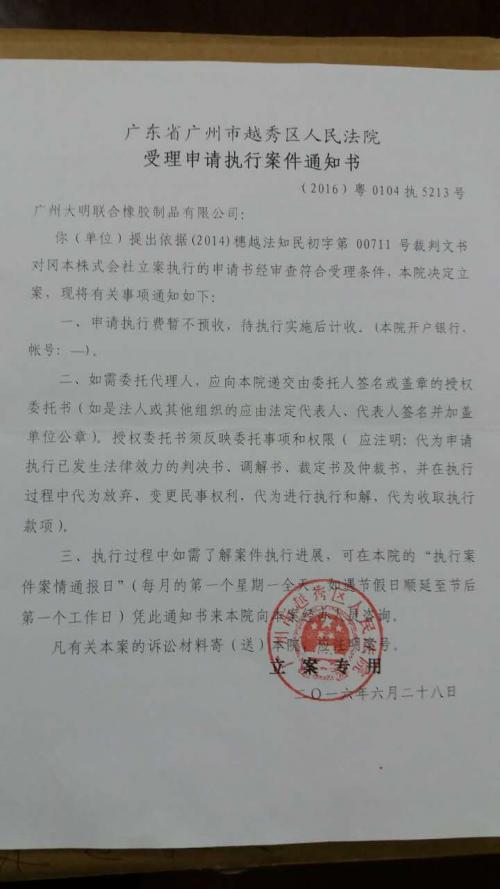 广东省广州市越秀区人民法院
受理申请执行案件通知书
（2016）粤 0104 执 5213 号
广州大明联合橡胶制品有限公司：
你（单位）提出依据(2014)穗越法知民初字第 00711 号裁判文书
对冈本株式会社立案执行的申请书经审查符合受理条件，本院决定立
案，现将有关事项通知如下：
一、申请执行费暂不预收，待执行实施后计收。(本院开户银行，
帐号：—)。
二、如需委托代理人，应向本院递交由委托人签名或盖章的授权
委托书（如是法人或其他组织的应由法定代表人、代表人签名并加盖
单位公章）。授权委托书须反映委托事项和权限（ 应注明：代为申请
执行已发生法律效力的判决书、调解书、裁定书及仲裁书，并在执行
过程中代为放弃、变更民事权利，代为进行执行和解，代为收取执行
款项）。
三、执行过程中如需了解案件执行进展，可在本院的“执行案
件案情通报日”（每月的第一个星期一全天，如遇节假日顺延至节后
第一个工作日）凭此通知书来本院向本案经办人员咨询。
凡有关本案的诉讼材料寄（送）本院，应注明案号。
广州市越秀区人民法院
立案专用
二〇一六年六月二十八日